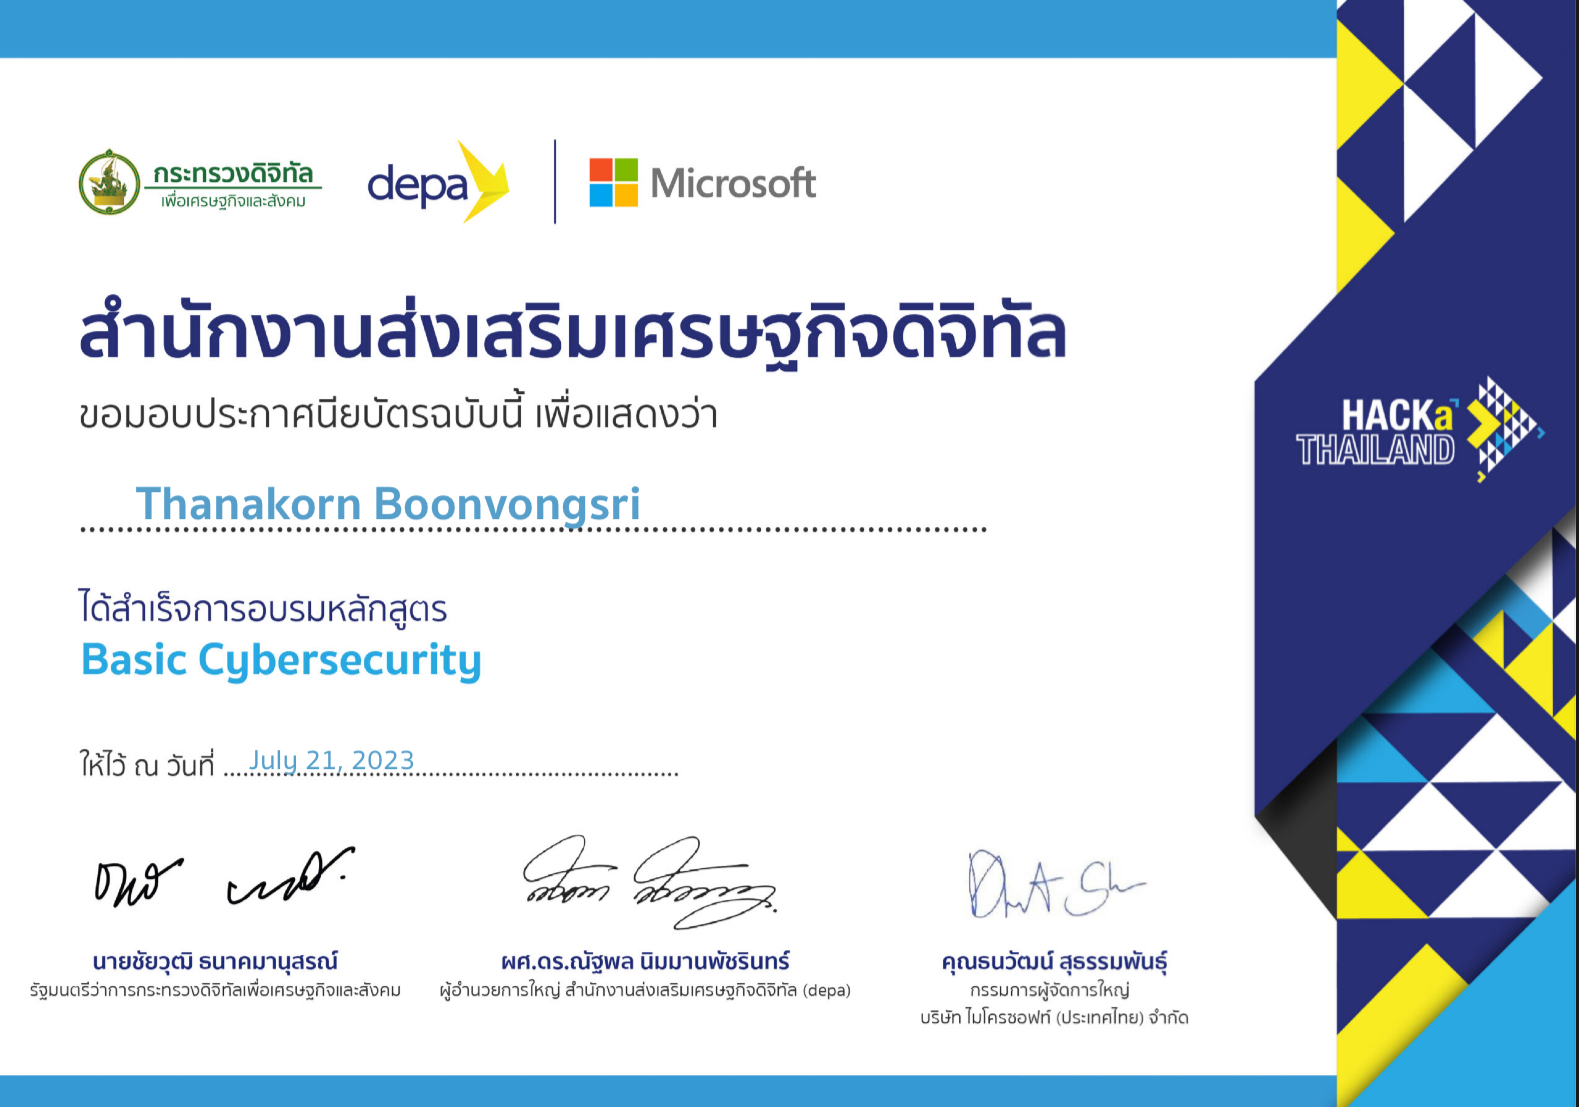 กระทรวงดิจิทัล
เพื่อเศรษฐกิจและสังคม
depa
Microsoft
สำนักงานส่งเสริมเศรษฐกิจดิจิทัล
ขอมอบประกาศนียบัตรฉบับนี้ เพื่อแสดงว่า
Thanakorn Boonvongsri
ได้สำเร็จการอบรมหลักสูตร
Basic Cybersecurity
ให้ไว้ ณ วันที่ July 21, 2023
HACKa
THAILAND
นายชัยวุฒิ ธนาคมานุสรณ์
รัฐมนตรีว่าการกระทรวงดิจิทัลเพื่อเศรษฐกิจและสังคม
ผศ.ดร.ณัฐพล นิมมานพัชรินทร์
ผู้อำนวยการใหญ่ สำนักงานส่งเสริมเศรษฐกิจดิจิทัล (depa)
คุณธนวัฒน์ สุธรรมพันธุ์
กรรมการผู้จัดการใหญ่
บริษัท ไมโครซอฟท์ (ประเทศไทย) จำกัด